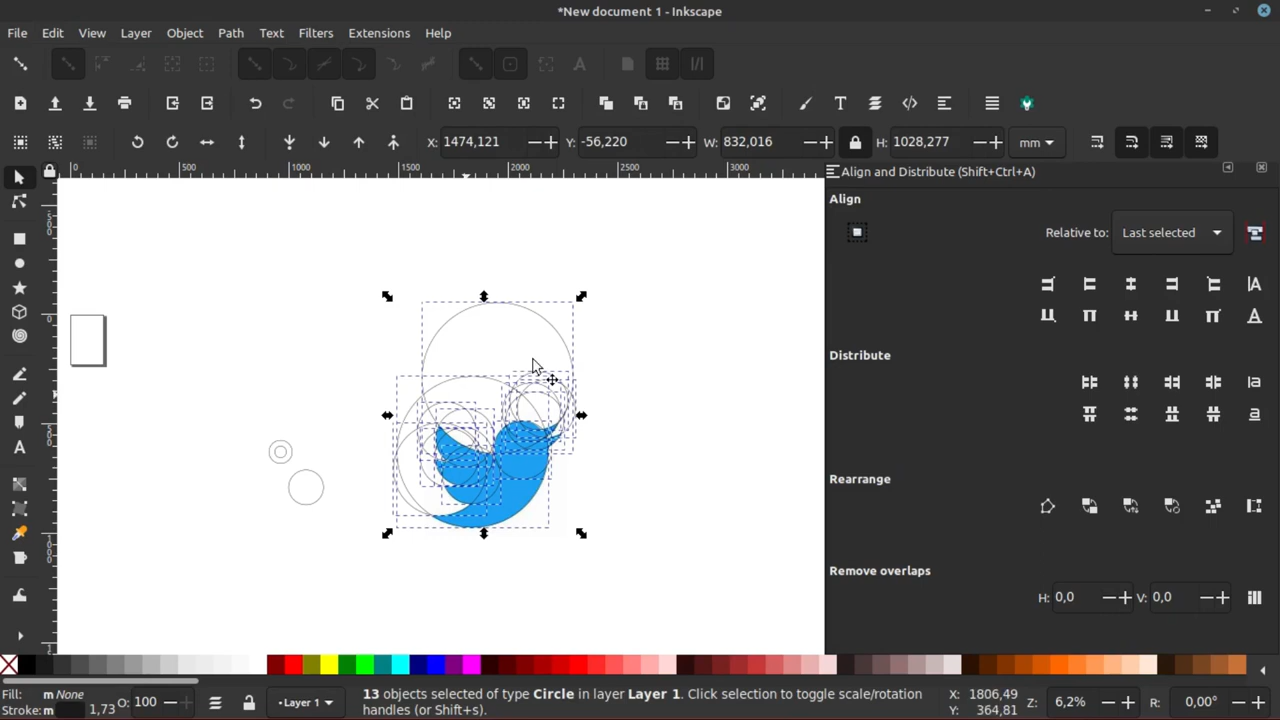 *New document 1 - Inkscape
File Edit View Layer Object Path Text Filters Extensions Help
X: 1474,121 Y: -56,220 W: 832,016 H: 1028,277 mm
0 500 1000 1500 2000 2500 3000
Align and Distribute (Shift+Ctrl+A)
Align
Relative to: Last selected
Distribute
Rearrange
Remove overlaps
H: 0,0 V: 0,0
Fill: m None O: 100 Layer 1 13 objects selected of type Circle in layer Layer 1. Click selection to toggle scale/rotation X: 1806,49 Z: 6,2% R: 0,00°
Stroke: m 1,73 handles (or Shift+s). Y: 364,81